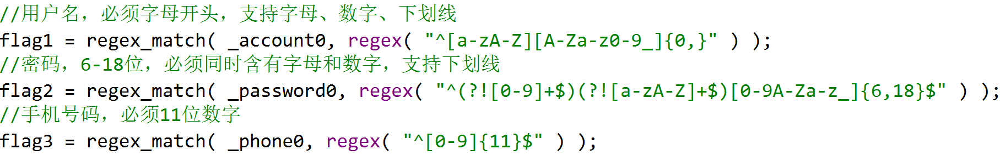 //用户名，必须字母开头，支持字母、数字、下划线
flag1 = regex_match( _account0, regex( "^[a-zA-Z][A-Za-z0-9_]{0,}" ) );
//密码，6-18位，必须同时含有字母和数字，支持下划线
flag2 = regex_match( _password0, regex( "^(?![0-9]+$)(?![a-zA-Z]+$)[0-9A-Za-z_]{6,18}$" ) );
//手机号码，必须11位数字
flag3 = regex_match( _phone0, regex( "^[0-9]{11}$" ) );